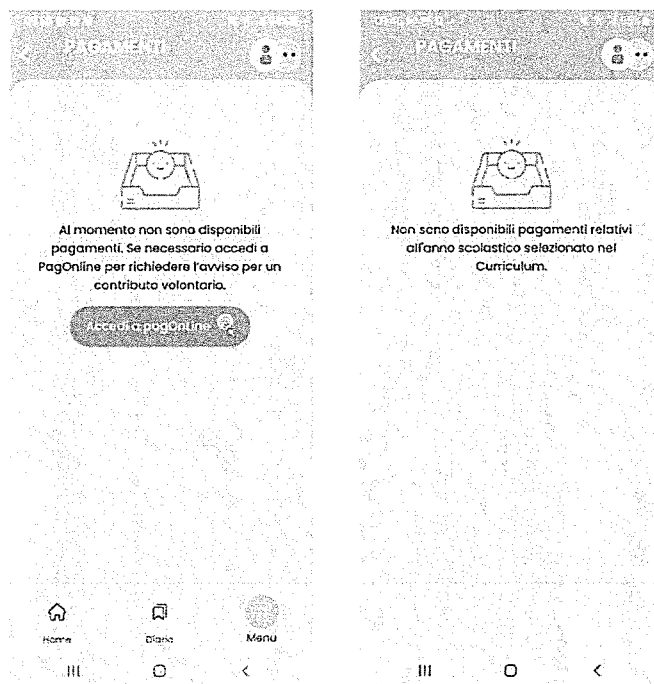 PAGAMENTI
Al momento non sono disponibili
pagamenti. Se necessario accedi a
PagOnline per richiedere l'avviso per un
contributo volontario.
Accedi a pagOnline
Home
Diario
Menu
PAGAMENTI
Non sono disponibili pagamenti relativi
all'anno scolastico selezionato nel
Curriculum.